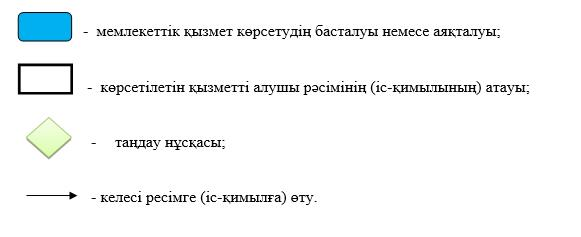 - мемлекеттік қызмет көрсетудің басталуы немесе аяқталуы;
- көрсетілетін қызметті алушы рәсімінің (іс-қимылының) атауы;
- таңдау нұсқасы;
- келесі ресімге (іс-қимылға) өту.